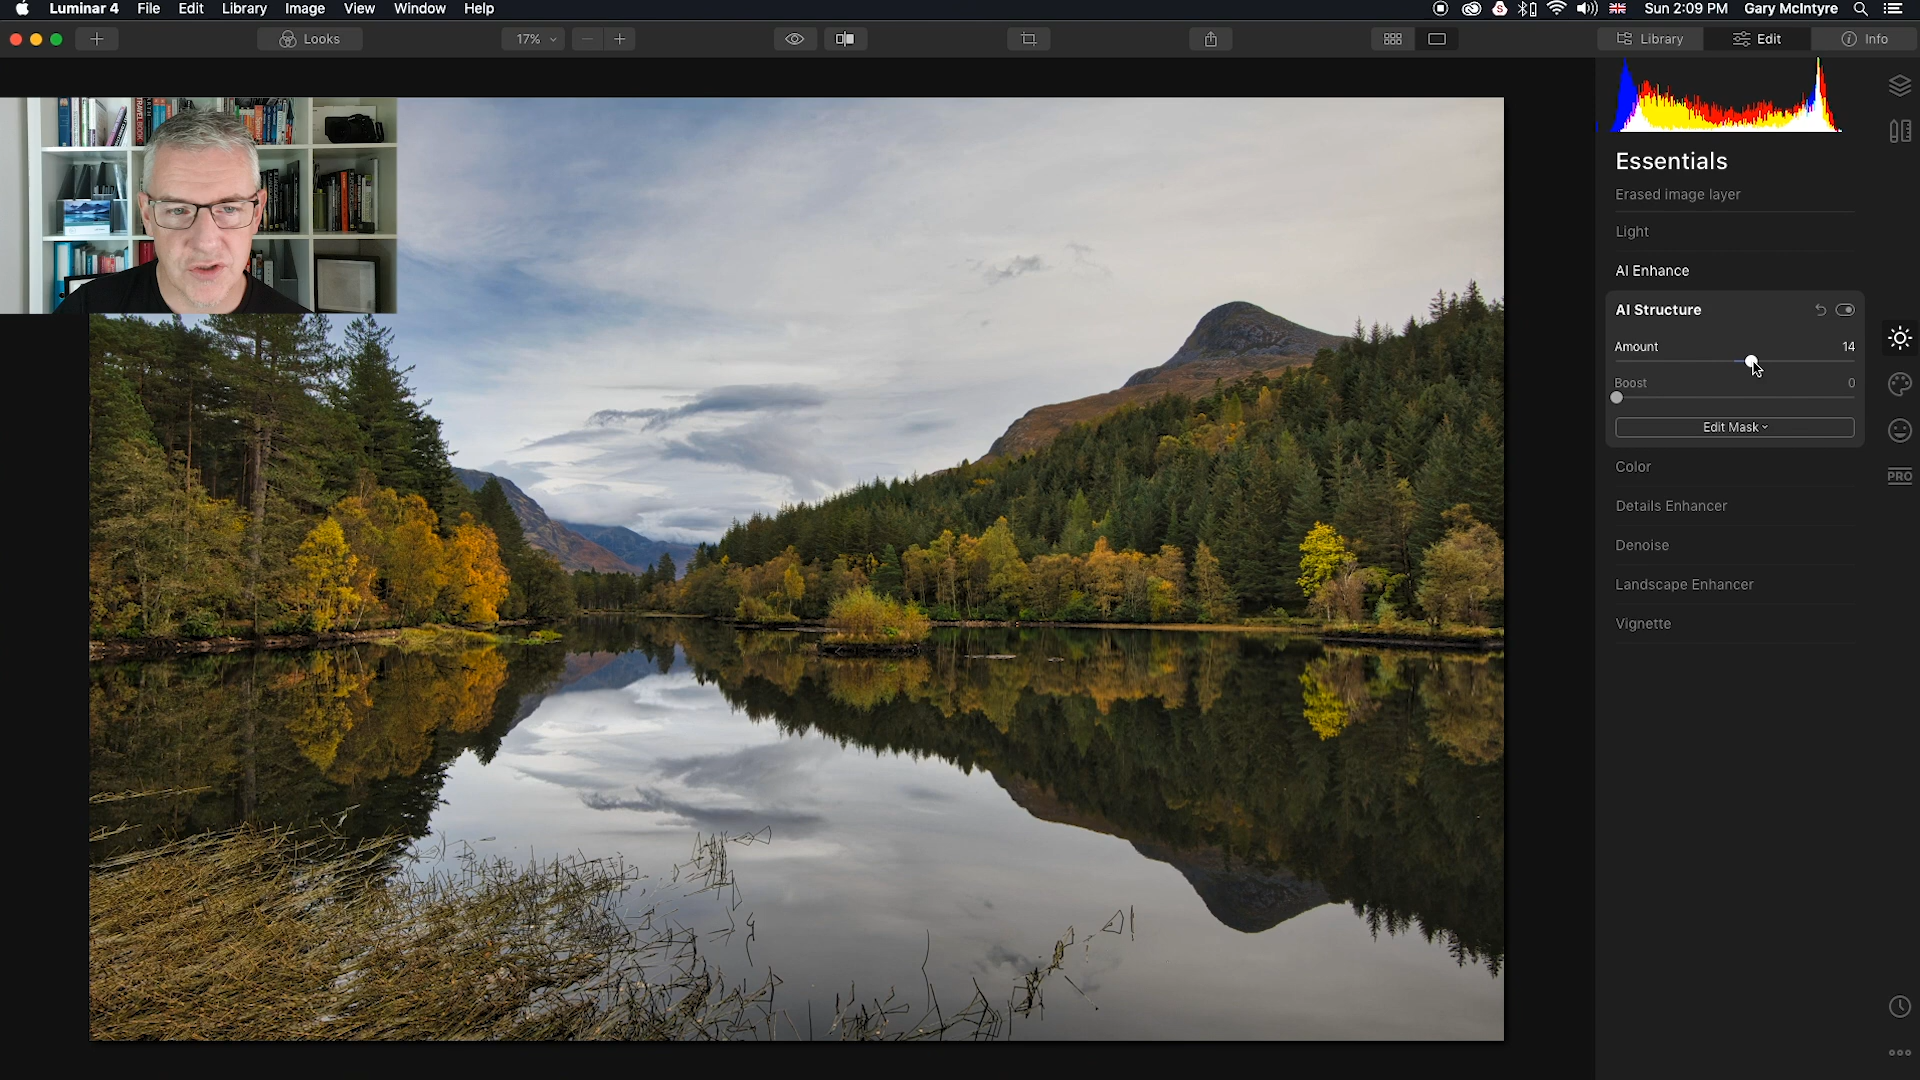 Luminar 4 File Edit Library Image View Window Help Sun 2:09 PM Gary McIntyre
Looks 17% Library Edit Info
Essentials
Erased image layer
Light
AI Enhance
AI Structure
Amount 14
Boost 0
Edit Mask
Color
Details Enhancer
Denoise
Landscape Enhancer
Vignette
PRO